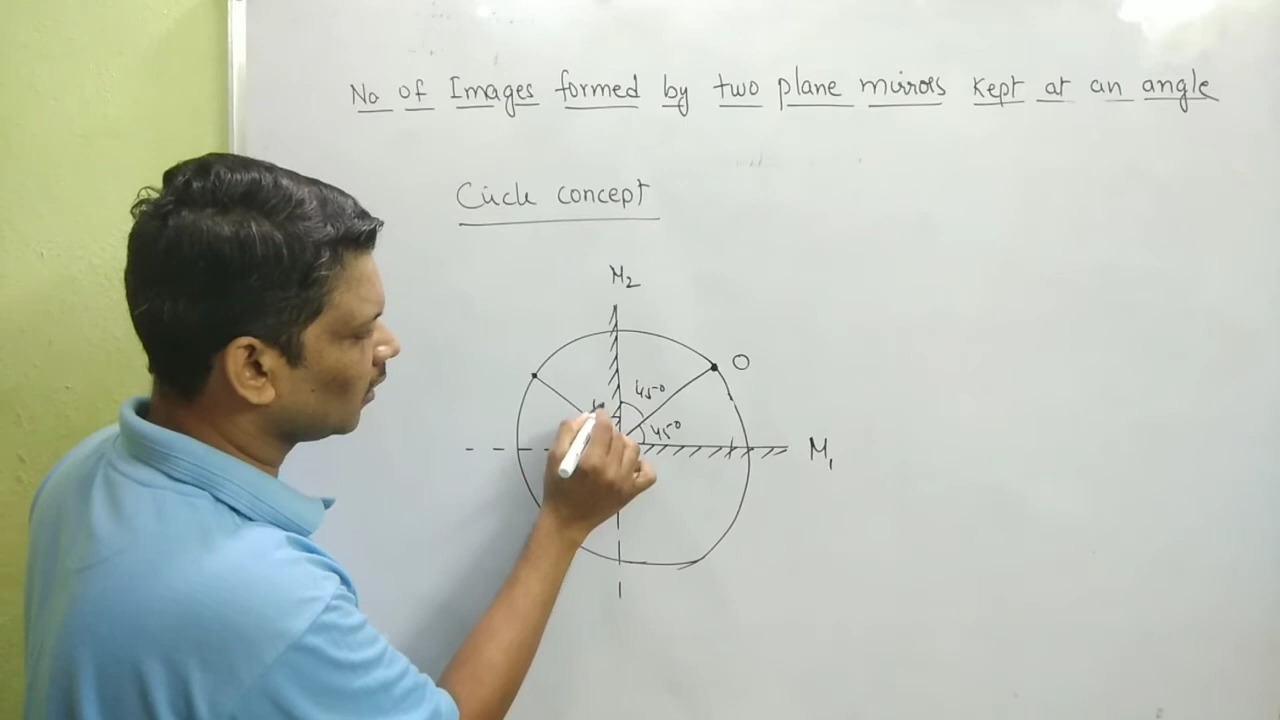 No of Images formed by two plane mirrors kept at an angle
Circle concept
M2
O
45°
45°
M1